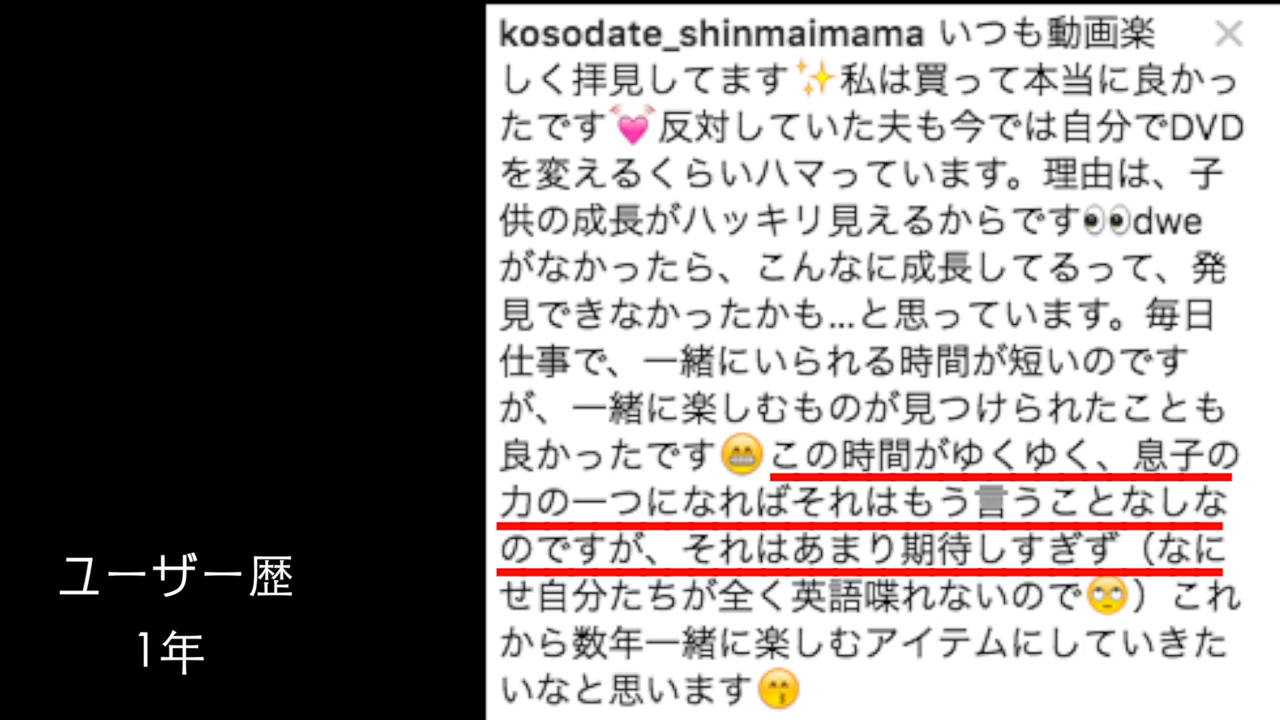 kosodate_shinmaimama いつも動画楽
しく拝見してます✨私は買って本当に良かっ
たです💓反対していた夫も今では自分でDVD
を変えるくらいハマっています。理由は、子
供の成長がハッキリ見えるからです👀dwe
がなかったら、こんなに成長してるって、発
見できなかったかも...と思っています。毎日
仕事で、一緒にいられる時間が短いのです
が、一緒に楽しむものが見つけられたことも
良かったです😁この時間がゆくゆく、息子の
力の一つになればそれはもう言うことなしな
のですが、それはあまり期待しすぎず（なに
せ自分たちが全く英語喋れないので🙄）これ
から数年一緒に楽しむアイテムにしていきた
いなと思います😙
ユーザー歴
1年